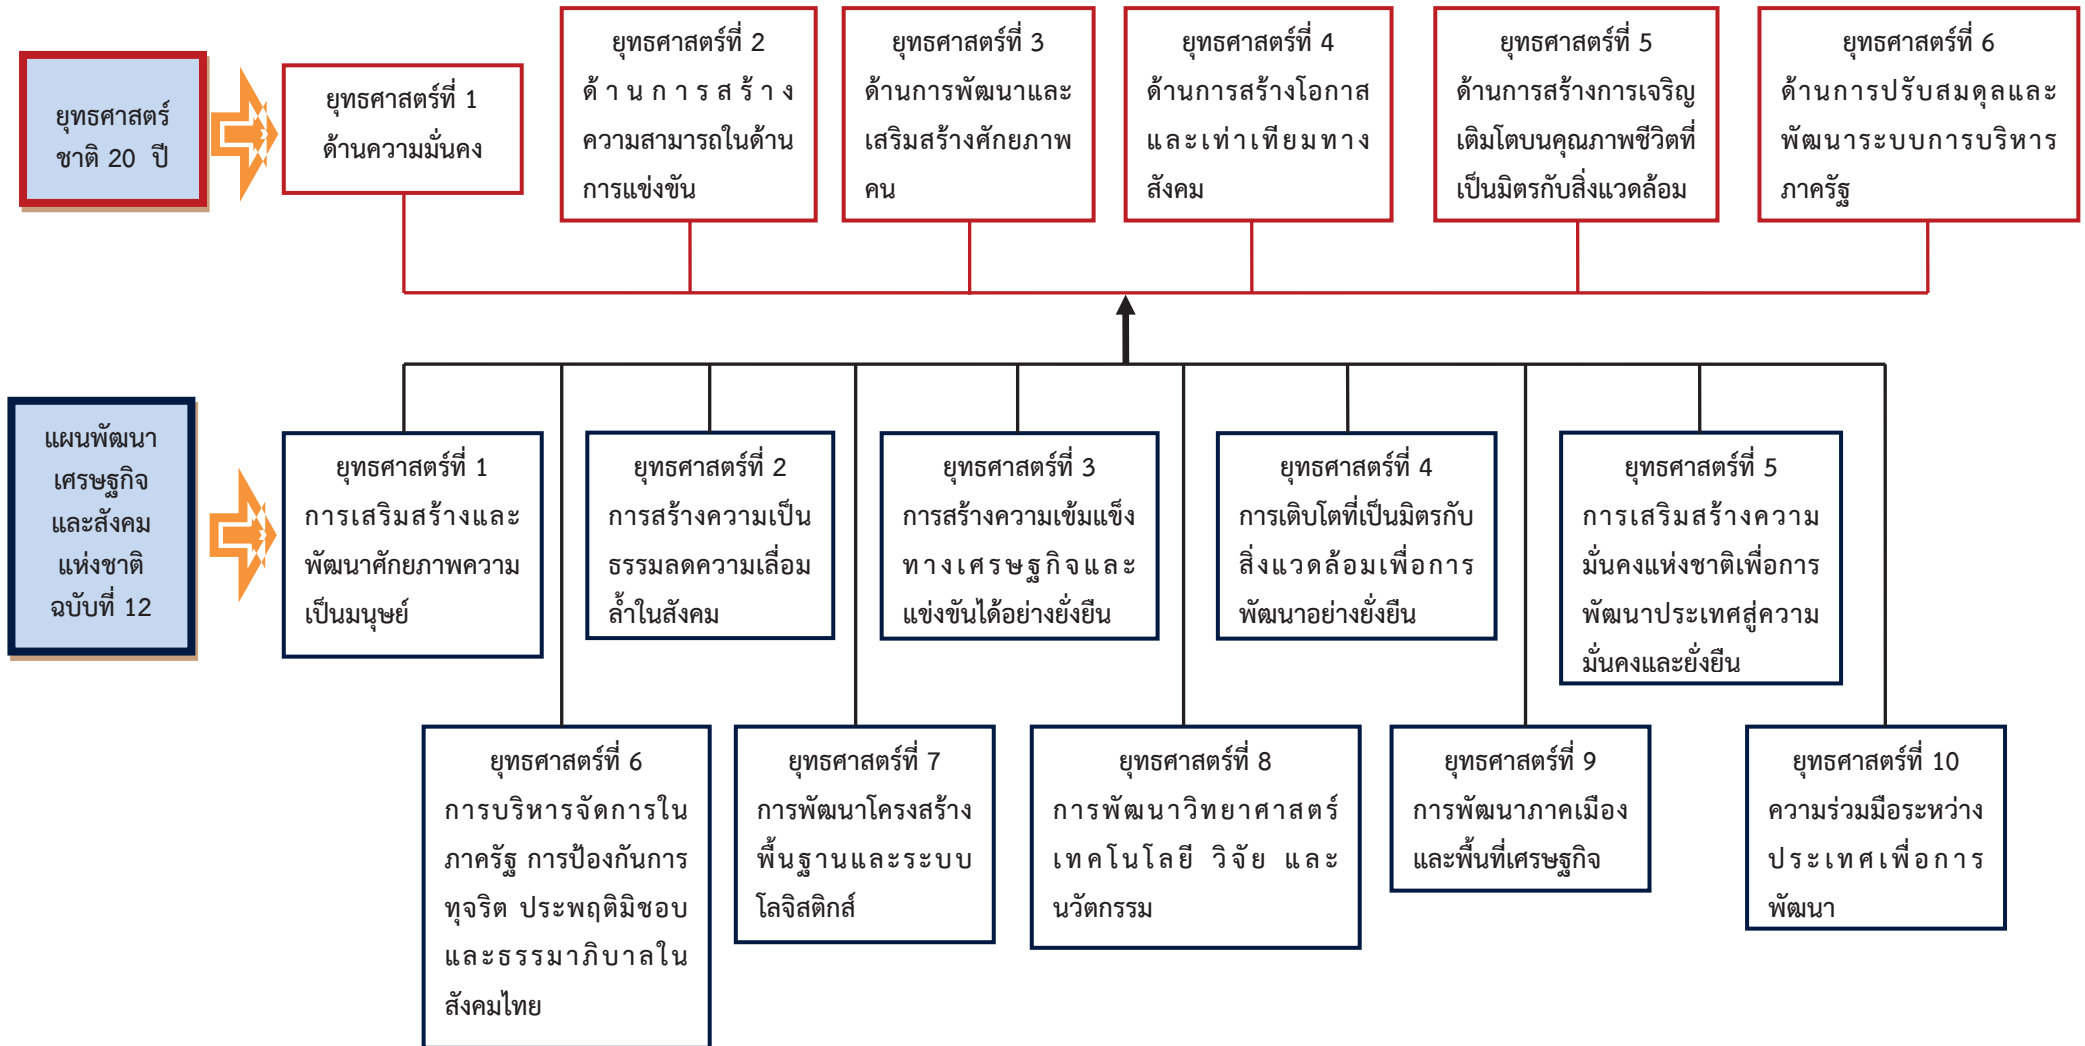 ยุทธศาสตร์
ชาติ 20 ปี
ยุทธศาสตร์ที่ 1
ด้านความมั่นคง
ยุทธศาสตร์ที่ 2
ด้านการสร้าง
ความสามารถในด้าน
การแข่งขัน
ยุทธศาสตร์ที่ 3
ด้านการพัฒนาและ
เสริมสร้างศักยภาพ
คน
ยุทธศาสตร์ที่ 4
ด้านการสร้างโอกาส
และเท่าเทียมทาง
สังคม
ยุทธศาสตร์ที่ 5
ด้านการสร้างการเจริญ
เติมโตบนคุณภาพชีวิตที่
เป็นมิตรกับสิ่งแวดล้อม
ยุทธศาสตร์ที่ 6
ด้านการปรับสมดุลและ
พัฒนาระบบการบริหาร
ภาครัฐ
แผนพัฒนา
เศรษฐกิจ
และสังคม
แห่งชาติ
ฉบับที่ 12
ยุทธศาสตร์ที่ 1
การเสริมสร้างและ
พัฒนาศักยภาพความ
เป็นมนุษย์
ยุทธศาสตร์ที่ 2
การสร้างความเป็น
ธรรมลดความเลื่อม
ล้ำในสังคม
ยุทธศาสตร์ที่ 3
การสร้างความเข้มแข็ง
ทางเศรษฐกิจและ
แข่งขันได้อย่างยั่งยืน
ยุทธศาสตร์ที่ 4
การเติบโตที่เป็นมิตรกับ
สิ่งแวดล้อมเพื่อการ
พัฒนาอย่างยั่งยืน
ยุทธศาสตร์ที่ 5
การเสริมสร้างความ
มั่นคงแห่งชาติเพื่อการ
พัฒนาประเทศสู่ความ
มั่นคงและยั่งยืน
ยุทธศาสตร์ที่ 6
การบริหารจัดการใน
ภาครัฐ การป้องกันการ
ทุจริต ประพฤติมิชอบ
และธรรมาภิบาลใน
สังคมไทย
ยุทธศาสตร์ที่ 7
การพัฒนาโครงสร้าง
พื้นฐานและระบบ
โลจิสติกส์
ยุทธศาสตร์ที่ 8
การพัฒนาวิทยาศาสตร์
เทคโนโลยี วิจัย และ
นวัตกรรม
ยุทธศาสตร์ที่ 9
การพัฒนาภาคเมือง
และพื้นที่เศรษฐกิจ
ยุทธศาสตร์ที่ 10
ความร่วมมือระหว่าง
ประเทศเพื่อการ
พัฒนา